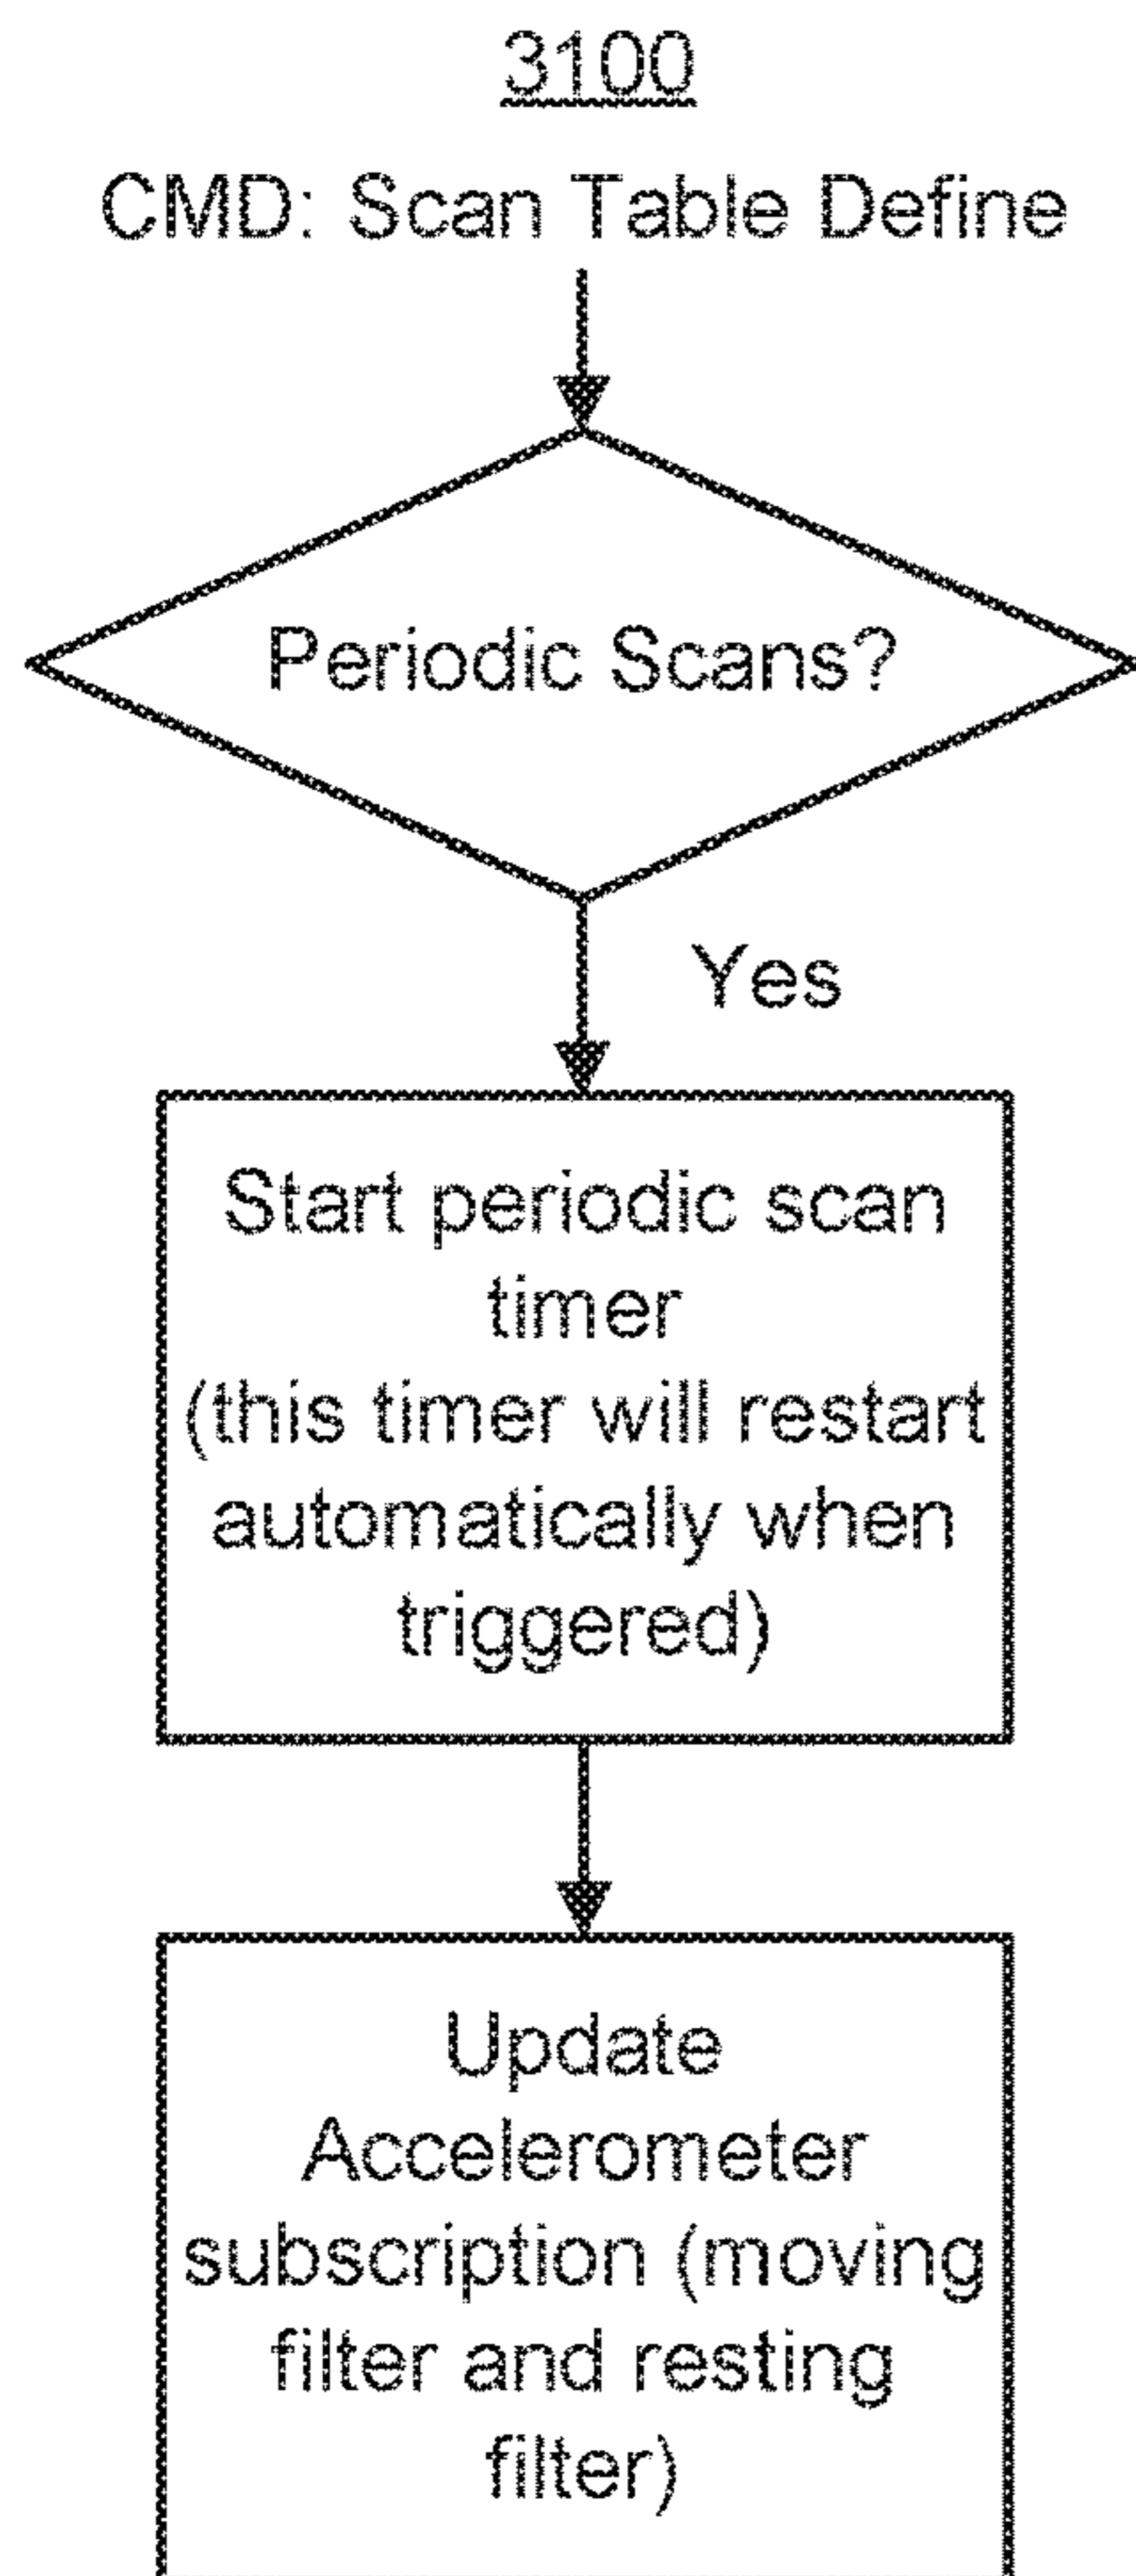 3100
CMD: Scan Table Define
Periodic Scans?
Yes
Start periodic scan
timer
(this timer will restart
automatically when
triggered)
Update
Accelerometer
subscription (moving
filter and resting
filter)